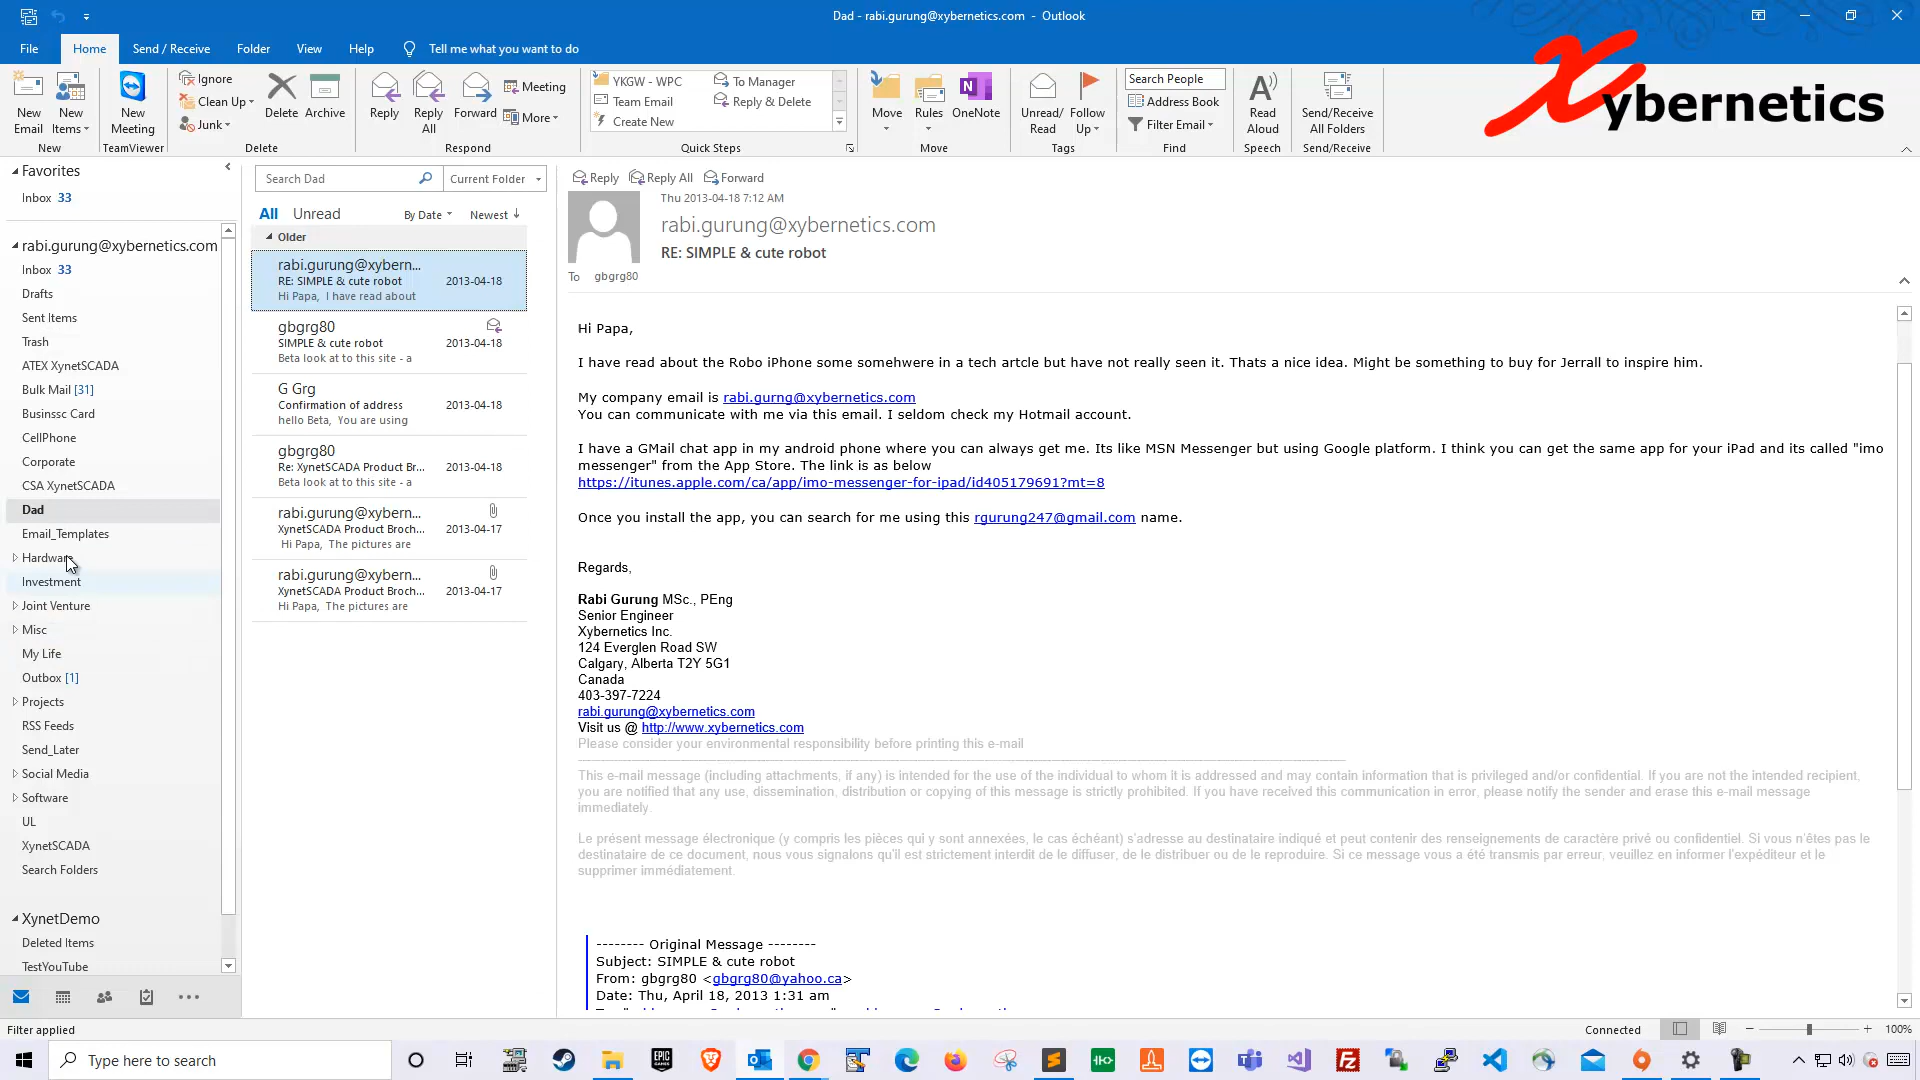 Dad - rabi.gurung@xybernetics.com - Outlook
File Home Send / Receive Folder View Help Tell me what you want to do
New Email
New Items
New
New Meeting
TeamViewer
Ignore
Clean Up
Junk
Delete
Archive
Delete
Reply
Reply All
Forward
Meeting
More
Respond
YKGW - WPC
Team Email
Create New
To Manager
Reply & Delete
Quick Steps
Move
Rules
OneNote
Move
Unread/ Read
Follow Up
Tags
Search People
Address Book
Filter Email
Find
Read Aloud
Speech
Send/Receive All Folders
Send/Receive
Xybernetics
Favorites
Inbox 33
rabi.gurung@xybernetics.com
Inbox 33
Drafts
Sent Items
Trash
ATEX XynetSCADA
Bulk Mail [31]
Businssc Card
CellPhone
Corporate
CSA XynetSCADA
Dad
Email_Templates
Hardware
Investment
Joint Venture
Misc
My Life
Outbox [1]
Projects
RSS Feeds
Send_Later
Social Media
Software
UL
XynetSCADA
Search Folders
XynetDemo
Deleted Items
TestYouTube
Search Dad
Current Folder
All Unread By Date Newest ↓
Older
rabi.gurung@xybern...
RE: SIMPLE & cute robot 2013-04-18
Hi Papa, I have read about
gbgrg80
SIMPLE & cute robot 2013-04-18
Beta look at to this site - a
G Grg
Confirmation of address 2013-04-18
hello Beta, You are using
gbgrg80
Re: XynetSCADA Product Br... 2013-04-18
Beta look at to this site - a
rabi.gurung@xybern...
XynetSCADA Product Broch... 2013-04-17
Hi Papa, The pictures are
rabi.gurung@xybern...
XynetSCADA Product Broch... 2013-04-17
Hi Papa, The pictures are
Reply Reply All Forward
Thu 2013-04-18 7:12 AM
rabi.gurung@xybernetics.com
RE: SIMPLE & cute robot
To gbgrg80
Hi Papa,
I have read about the Robo iPhone some somehwere in a tech artcle but have not really seen it. Thats a nice idea. Might be something to buy for Jerrall to inspire him.
My company email is rabi.gurng@xybernetics.com
You can communicate with me via this email. I seldom check my Hotmail account.
I have a GMail chat app in my android phone where you can always get me. Its like MSN Messenger but using Google platform. I think you can get the same app for your iPad and its called "imo
messenger" from the App Store. The link is as below
https://itunes.apple.com/ca/app/imo-messenger-for-ipad/id405179691?mt=8
Once you install the app, you can search for me using this rgurung247@gmail.com name.
Regards,
Rabi Gurung MSc., PEng
Senior Engineer
Xybernetics Inc.
124 Everglen Road SW
Calgary, Alberta T2Y 5G1
Canada
403-397-7224
rabi.gurung@xybernetics.com
Visit us @ http://www.xybernetics.com
Please consider your environmental responsibility before printing this e-mail
This e-mail message (including attachments, if any) is intended for the use of the individual to whom it is addressed and may contain information that is privileged and/or confidential. If you are not the intended recipient,
you are notified that any use, dissemination, distribution or copying of this message is strictly prohibited. If you have received this communication in error, please notify the sender and erase this e-mail message
immediately.
Le présent message électronique (y compris les pièces qui y sont annexées, le cas échéant) s'adresse au destinataire indiqué et peut contenir des renseignements de caractère privé ou confidentiel. Si vous n'êtes pas le
destinataire de ce document, nous vous signalons qu'il est strictement interdit de le diffuser, de le distribuer ou de le reproduire. Si ce message vous a été transmis par erreur, veuillez en informer l'expéditeur et le
supprimer immédiatement.
-------- Original Message --------
Subject: SIMPLE & cute robot
From: gbgrg80 <gbgrg80@yahoo.ca>
Date: Thu, April 18, 2013 1:31 am
Filter applied
Connected
100%
Type here to search